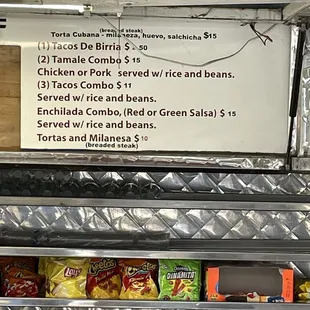 (breaded steak)
Torta Cubana - milaneza, huevo, salchicha $15
(1) Tacos De Birria $ .50
(2) Tamale Combo $ 15
Chicken or Pork served w/ rice and beans.
(3) Tacos Combo $ 11
Served w/ rice and beans.
Enchilada Combo, (Red or Green Salsa) $ 15
Served w/ rice and beans.
Tortas and Milanesa $ 10
(breaded steak)
Lay's
Cheetos
DINAMITA